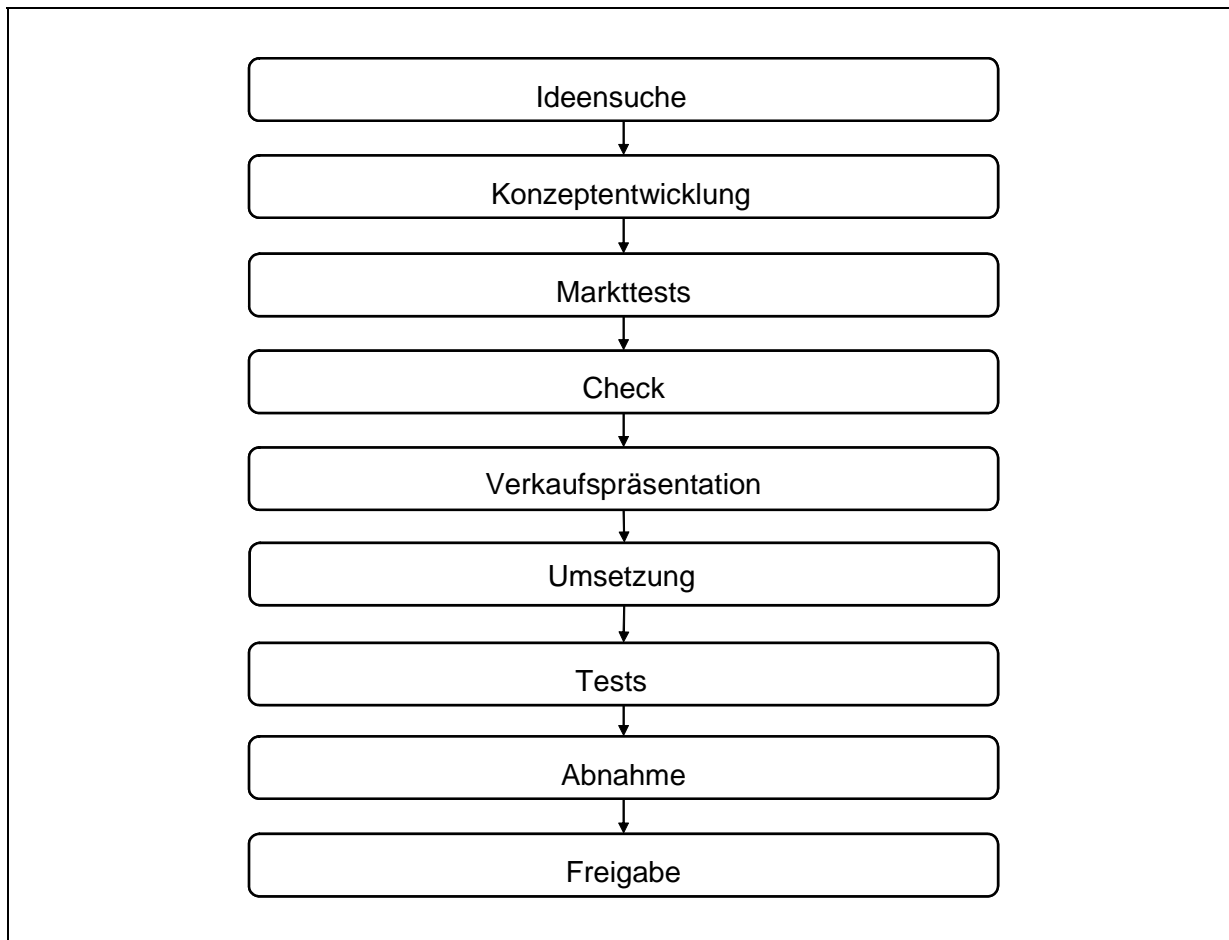 Ideensuche
Konzeptentwicklung
Markttests
Check
Verkaufspräsentation
Umsetzung
Tests
Abnahme
Freigabe